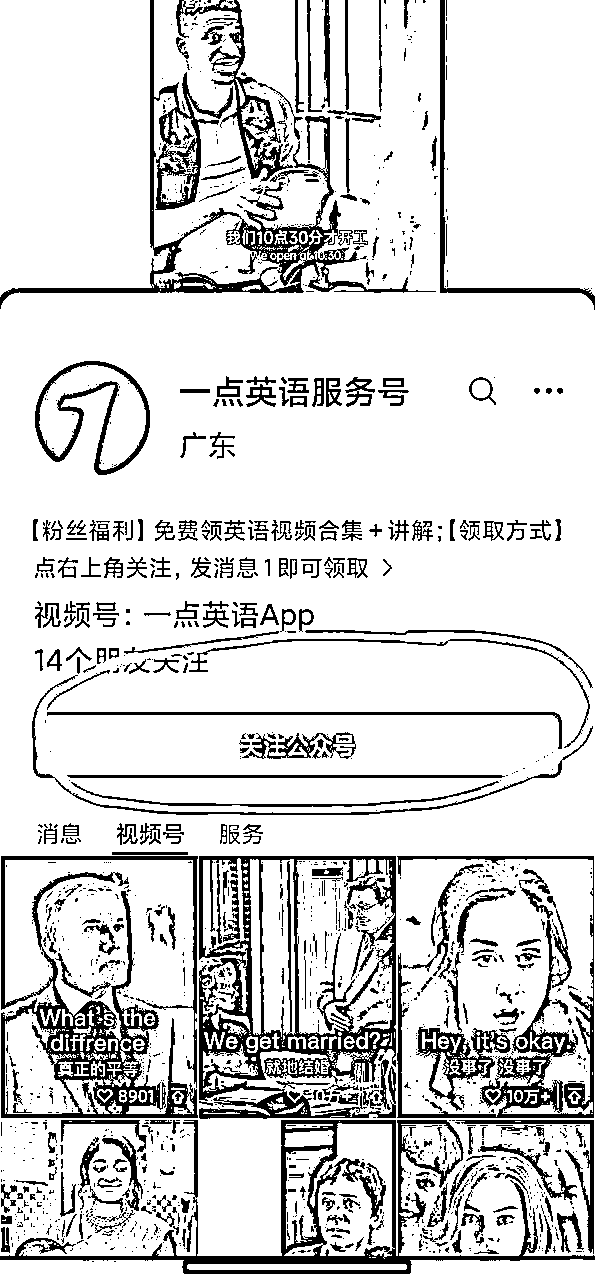 我们10点30分才开工
We open at 10:30.
一点英语服务号
广东
【粉丝福利】免费领英语视频合集+讲解;【领取方式】
点右上角关注, 发消息1即可领取 >
视频号: 一点英语App
14个朋友关注
关注公众号
消息 视频号 服务
What's the
diffrence
真正的平等
8901
We get married?
就地结婚
10万+
Hey, it's okay.
没事了 没事了
10万+